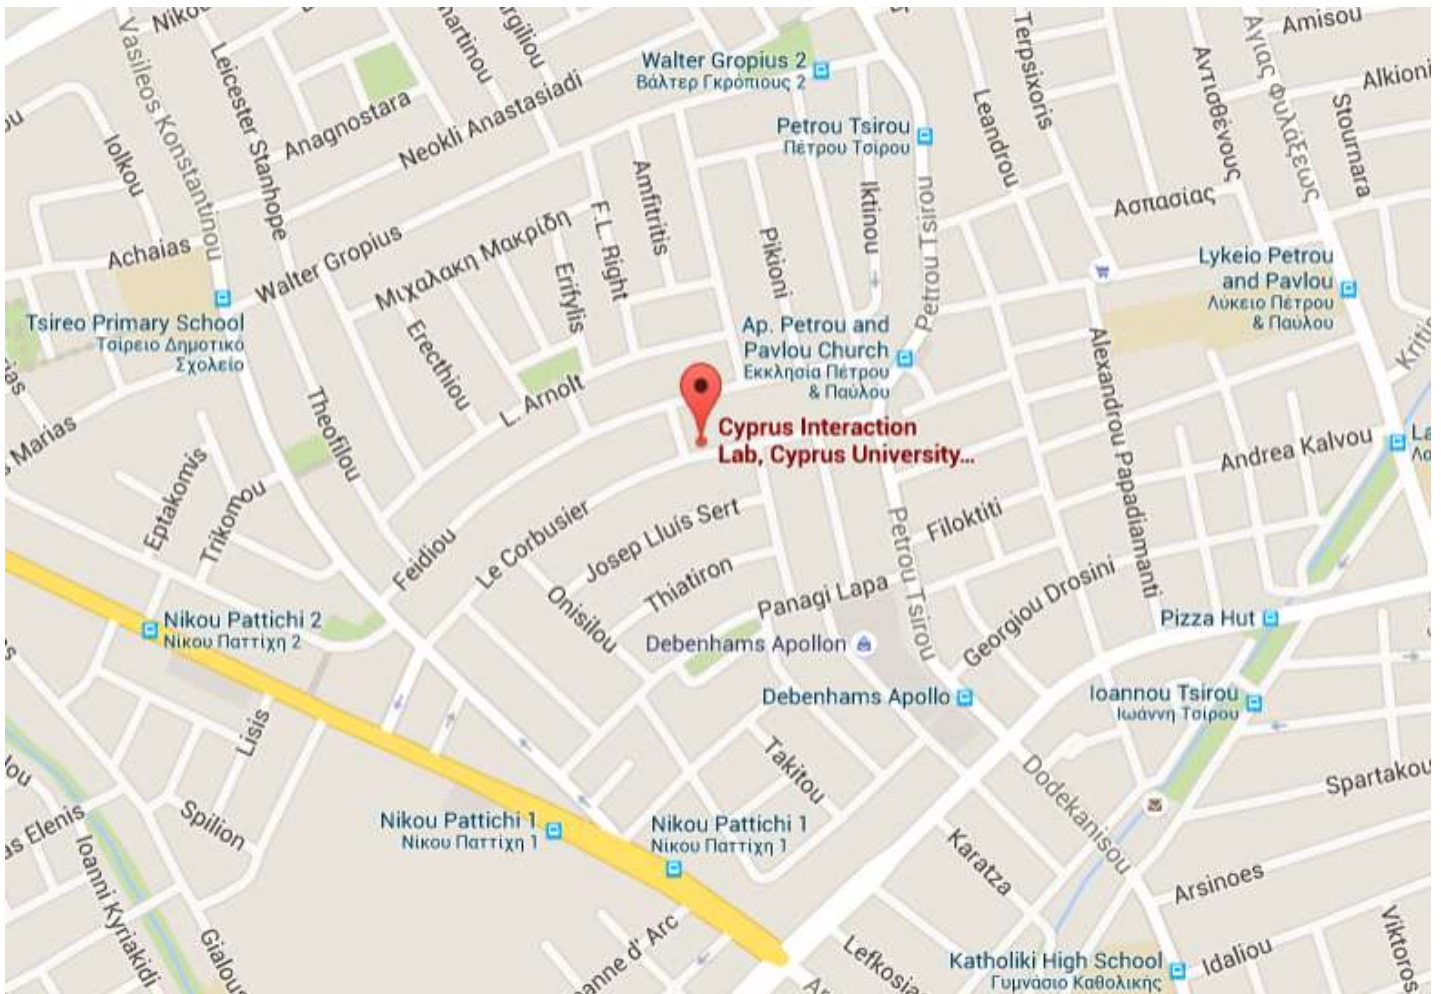 Nikou
Vasileos Konstantinou
Leicester Stanhope
Iolkou
Anagnostara
Neokli Anastasiadi
Walter Gropius 2
Βάλτερ Γκρόπιους 2
Petrou Tsirou
Πέτρου Τσίρου
Terpsixoris
Leandrou
Αντισθένους
Αγίας Φυλάξεως
Amisou
Alkioni
Stournara
Ασπασίας
Achaias
Walter Gropius
Μιχαλακη Μακρίδη
F.L. Right
Amfitritis
Pikioni
Iktinou
Petrou Tsirou
Erifylis
Erecthiou
L. Arnolt
Tsireo Primary School
Τσίρειο Δημοτικό
Σχολείο
Ap. Petrou and
Pavlou Church
Εκκλησία Πέτρου
& Παύλου
Lykeio Petrou
and Pavlou
Λύκειο Πέτρου
& Παύλου
Kritis
Alexandrou Papadiamanti
Andrea Kalvou
Cyprus Interaction
Lab, Cyprus University...
Marias
Theofilou
Eptakomis
Trikomou
Feidiou
Le Corbusier
Josep Lluis Sert
Thiatiron
Onisilou
Filoktiti
Petrou Tsirou
Panagi Lapa
Georgiou Drosini
Pizza Hut
Nikou Pattichi 2
Νίκου Παττίχη 2
Debenhams Apollon
Debenhams Apollo
Ioannou Tsirou
Ιωάννη Τσίρου
Lisis
Spilion
Takitou
Dodekanisou
Spartakou
Nikou Pattichi 1
Νίκου Παττίχη 1
Nikou Pattichi 1
Νίκου Παττίχη 1
Karatza
Arsinoes
as Elenis
Ioanni Kyriakidi
Gialous
anne d' Arc
Lefkosia
Katholiki High School
Γυμνάσιο Καθολικής
Idaliou
Viktoros